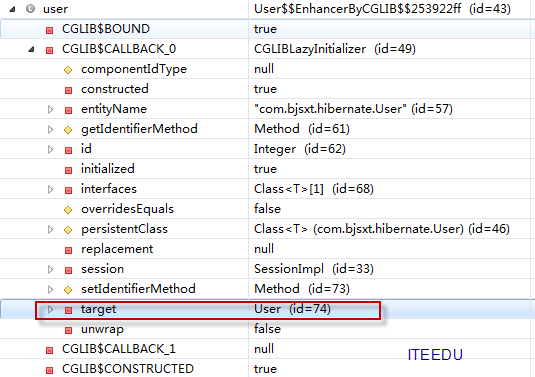 user User$$EnhancerByCGLIB$$253922ff (id=43)
CGLIB$BOUND true
CGLIB$CALLBACK_0 CGLIBLazyInitializer (id=49)
componentIdType null
constructed true
entityName "com.bjsxt.hibernate.User" (id=57)
getIdentifierMethod Method (id=61)
id Integer (id=62)
initialized true
interfaces Class<T>[1] (id=68)
overridesEquals false
persistentClass Class<T> (com.bjsxt.hibernate.User) (id=46)
replacement null
session SessionImpl (id=33)
setIdentifierMethod Method (id=73)
target User (id=74)
unwrap false
CGLIB$CALLBACK_1 null
CGLIB$CONSTRUCTED true
ITEEDU